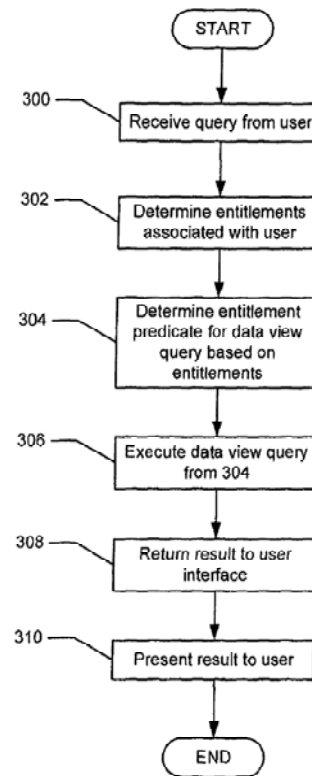 START
300
Receive query from user
302
Determine entitlements
associated with user
304
Determine entitlement
predicate for data view
query based on
entitlements
306
Execute data view query
from 304
308
Return result to user
interface
310
Present result to user
END